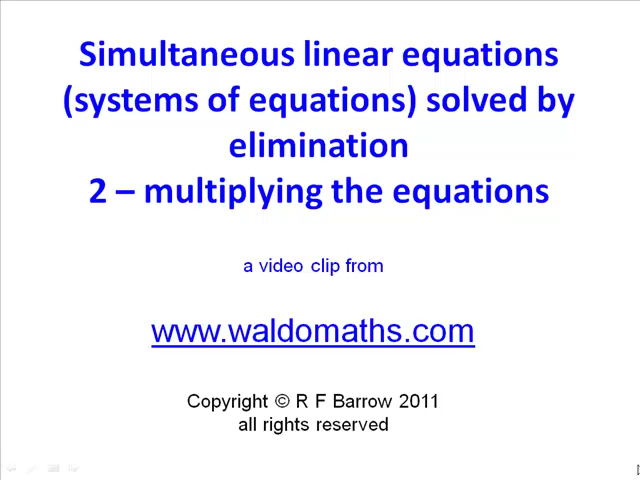 Simultaneous linear equations
(systems of equations) solved by
elimination
2 – multiplying the equations
a video clip from
www.waldomaths.com
Copyright © R F Barrow 2011
all rights reserved